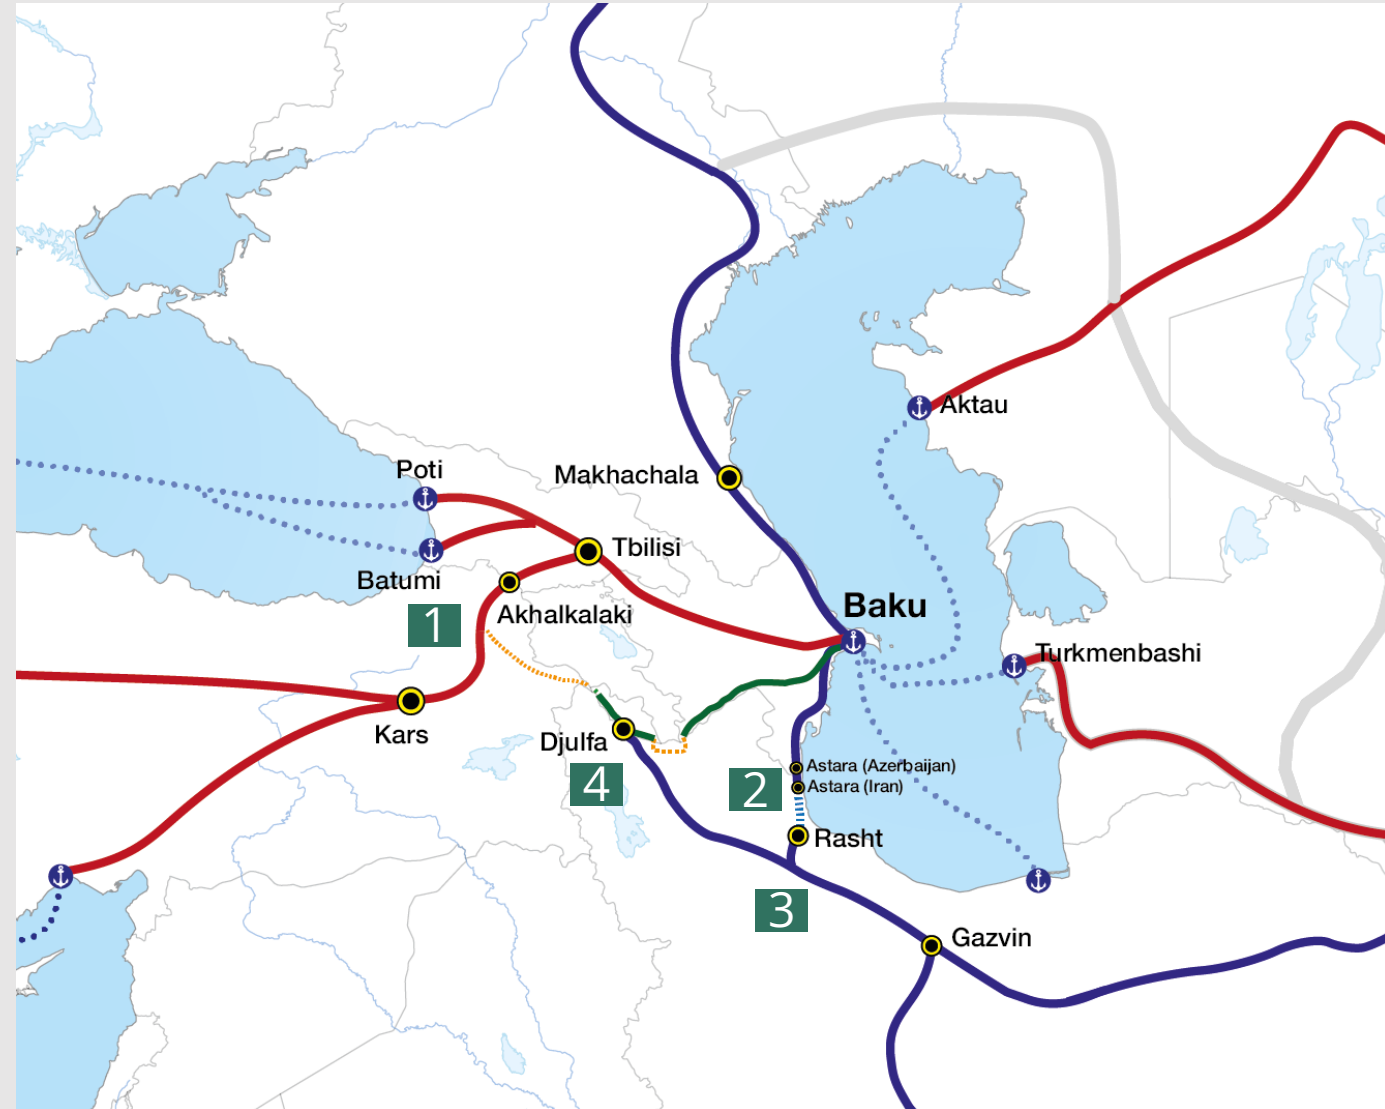 Aktau
Poti
Makhachala
Tbilisi
Batumi
Akhalkalaki
Baku
1
Turkmenbashi
Kars
Djulfa
Astara (Azerbaijan)
Astara (Iran)
4
2
Rasht
3
Gazvin